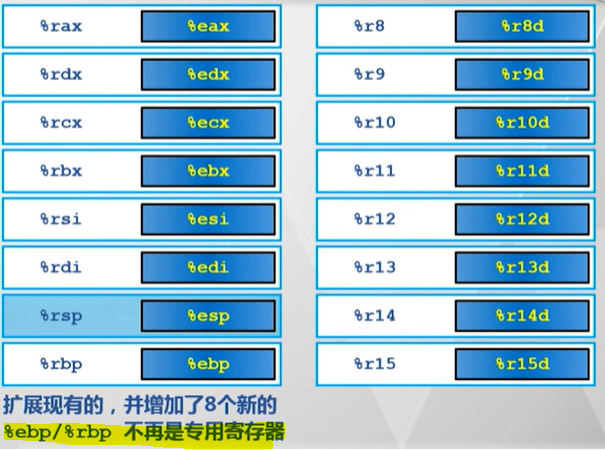 %rax %eax %r8 %r8d
%rdx %edx %r9 %r9d
%rcx %ecx %r10 %r10d
%rbx %ebx %r11 %r11d
%rsi %esi %r12 %r12d
%rdi %edi %r13 %r13d
%rsp %esp %r14 %r14d
%rbp %ebp %r15 %r15d
扩展现有的，并增加了8个新的
%ebp/%rbp 不再是专用寄存器